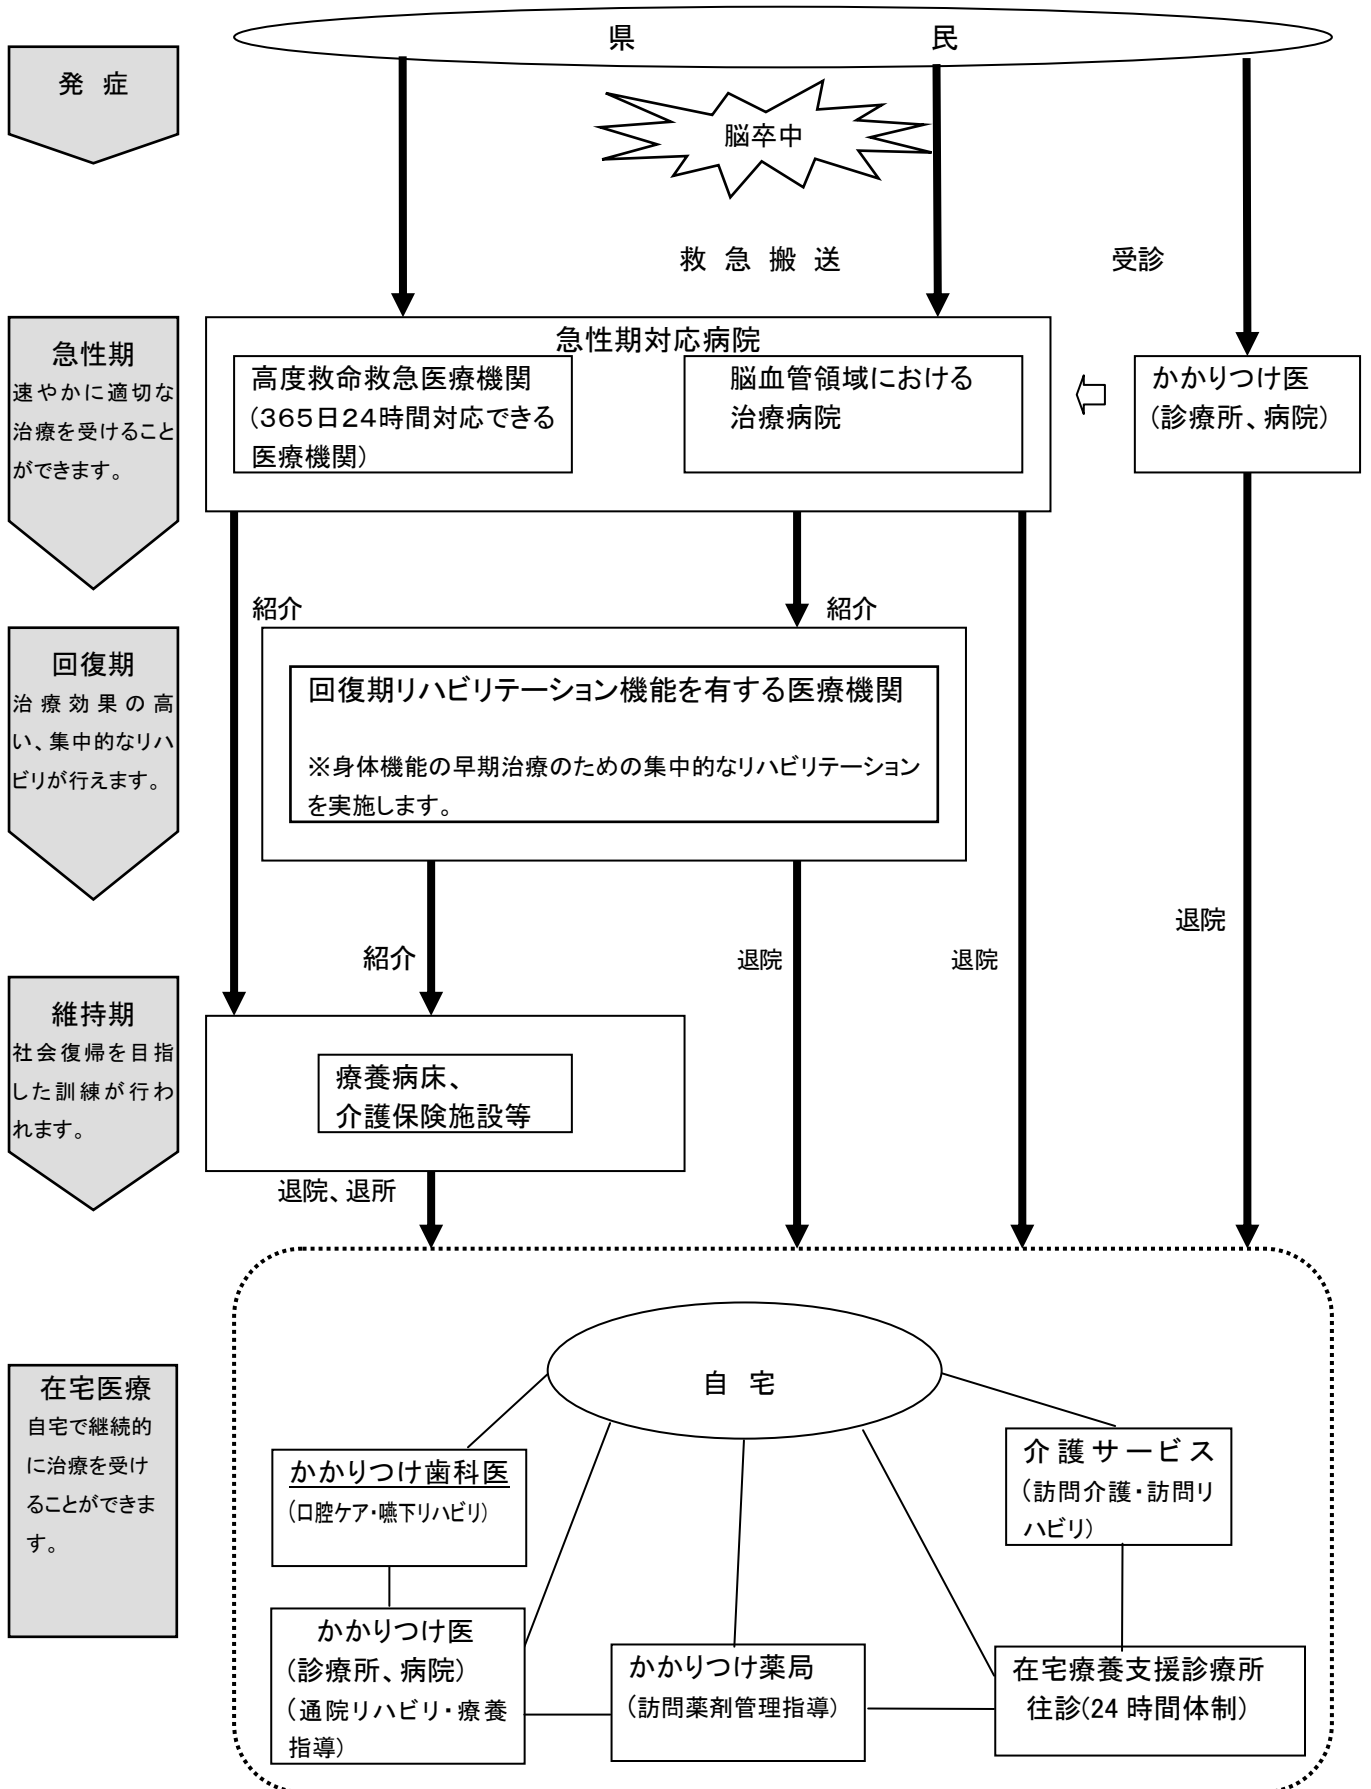 県　民
発 症
脳卒中
救 急 搬 送
受診
急性期
速やかに適切な
治療を受けること
ができます。
急性期対応病院
高度救命救急医療機関
(365日24時間対応できる
医療機関)
脳血管領域における
治療病院
かかりつけ医
(診療所、病院)
紹介
紹介
回復期
治療効果の高
い、集中的なリハ
ビリが行えます。
回復期リハビリテーション機能を有する医療機関
※身体機能の早期治療のための集中的なリハビリテーション
を実施します。
紹介
退院
退院
退院
維持期
社会復帰を目指
した訓練が行わ
れます。
療養病床、
介護保険施設等
退院、退所
在宅医療
自宅で継続的
に治療を受け
ることができま
す。
自 宅
かかりつけ歯科医
(口腔ケア・嚥下リハビリ)
介護サービス
(訪問介護・訪問リ
ハビリ)
かかりつけ医
(診療所、病院)
(通院リハビリ・療養
指導)
かかりつけ薬局
(訪問薬剤管理指導)
在宅療養支援診療所
往診(24 時間体制)